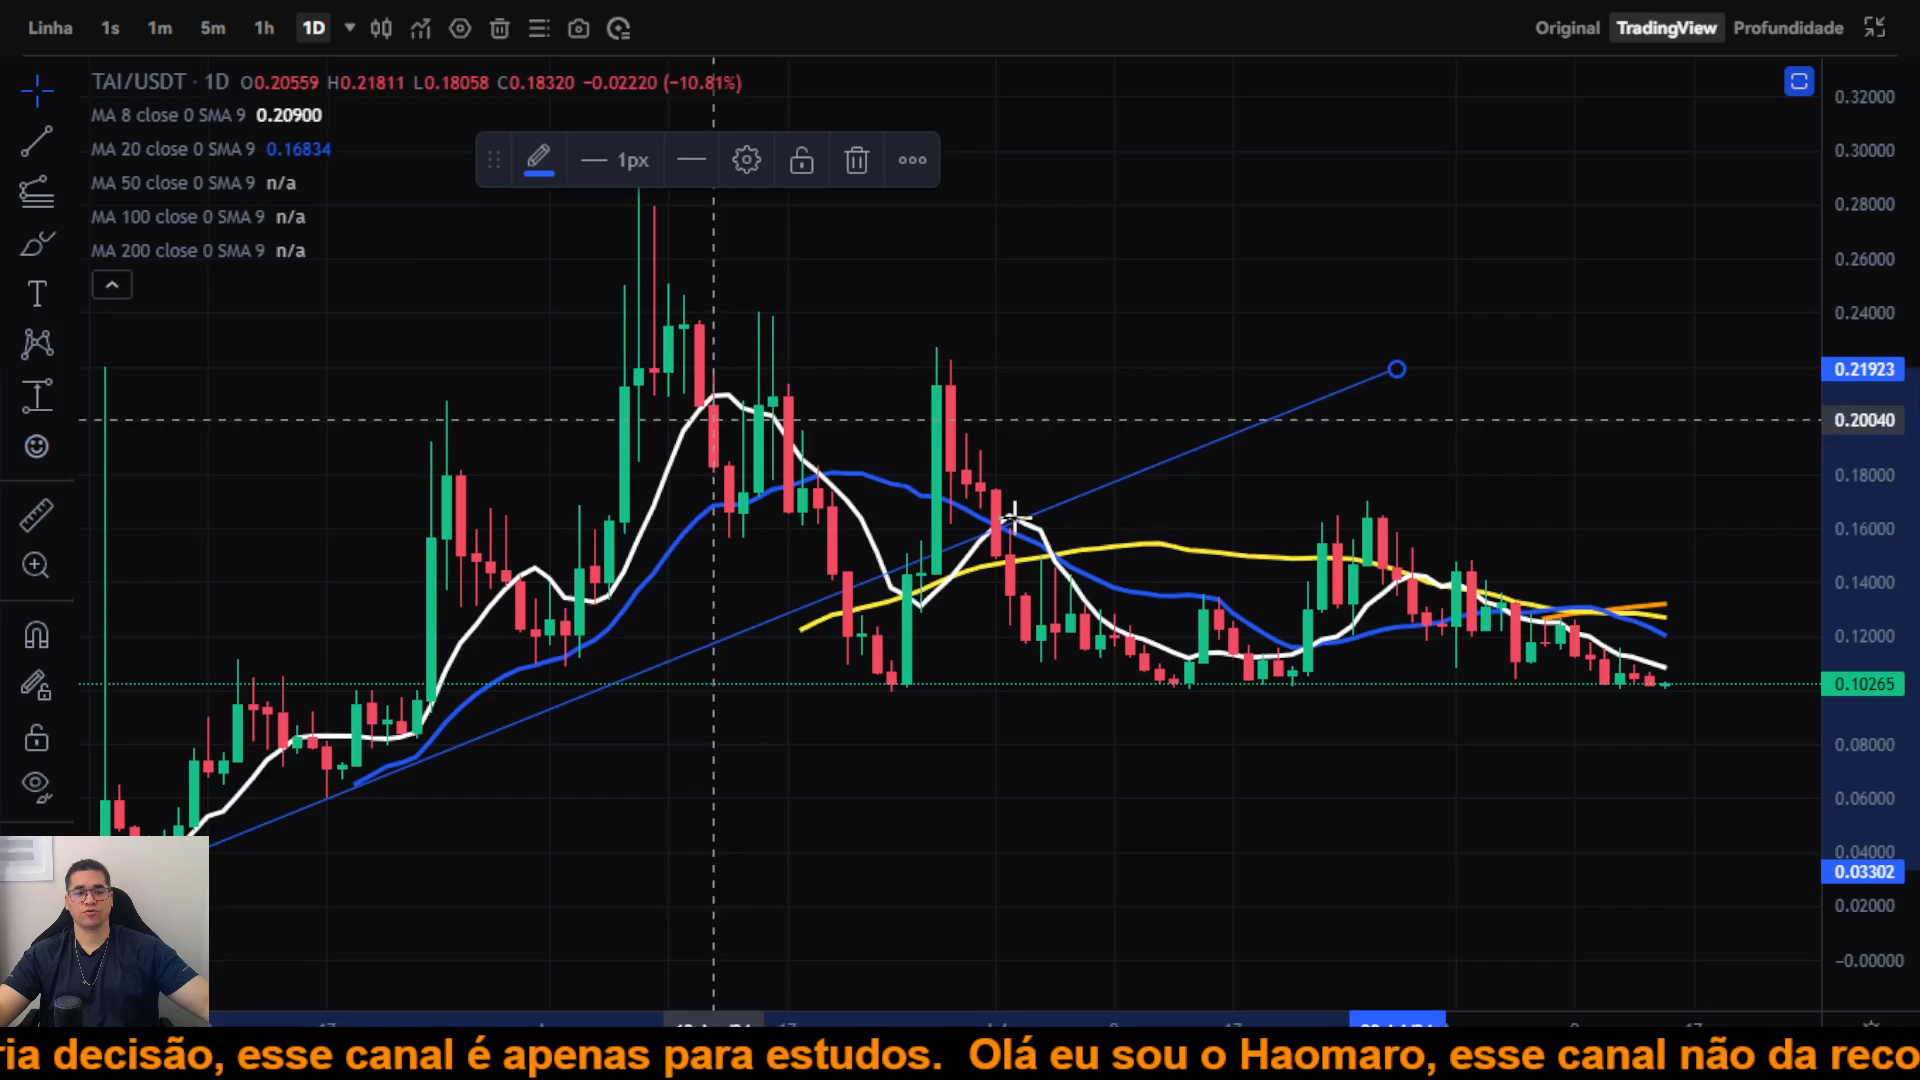 Linha 1s 1m 5m 1h 1D Original TradingView Profundidade
TAI/USDT · 1D O0.20559 H0.21811 L0.18058 C0.18320 −0.02220 (−10.81%)
MA 8 close 0 SMA 9 0.20900
MA 20 close 0 SMA 9 0.16834
MA 50 close 0 SMA 9 n/a
MA 100 close 0 SMA 9 n/a
MA 200 close 0 SMA 9 n/a
1px
0.32000
0.30000
0.28000
0.26000
0.24000
0.21923
0.20040
0.18000
0.16000
0.14000
0.12000
0.10265
0.08000
0.06000
0.04000
0.03302
0.02000
−0.00000
ria decisão, esse canal é apenas para estudos. Olá eu sou o Haomaro, esse canal não da reco